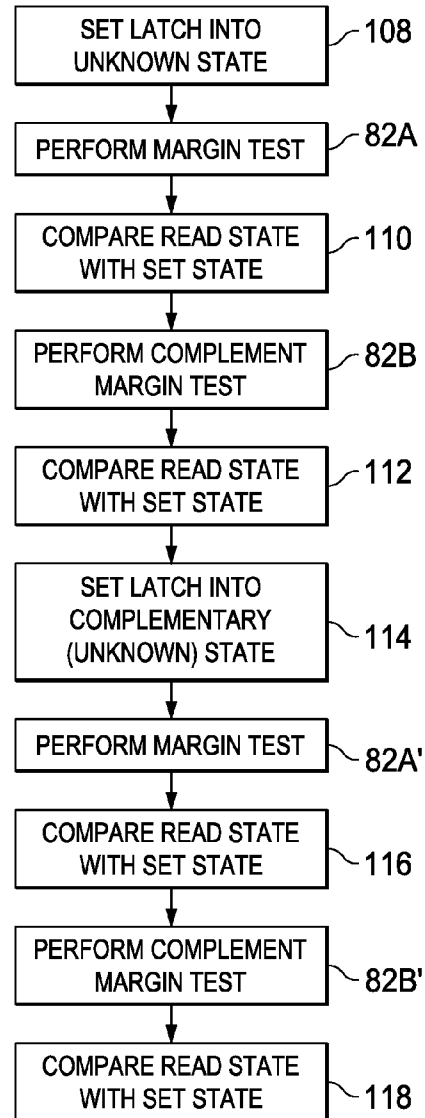 SET LATCH INTO
UNKNOWN STATE
108
PERFORM MARGIN TEST
82A
COMPARE READ STATE
WITH SET STATE
110
PERFORM COMPLEMENT
MARGIN TEST
82B
COMPARE READ STATE
WITH SET STATE
112
SET LATCH INTO
COMPLEMENTARY
(UNKNOWN) STATE
114
PERFORM MARGIN TEST
82A'
COMPARE READ STATE
WITH SET STATE
116
PERFORM COMPLEMENT
MARGIN TEST
82B'
COMPARE READ STATE
WITH SET STATE
118